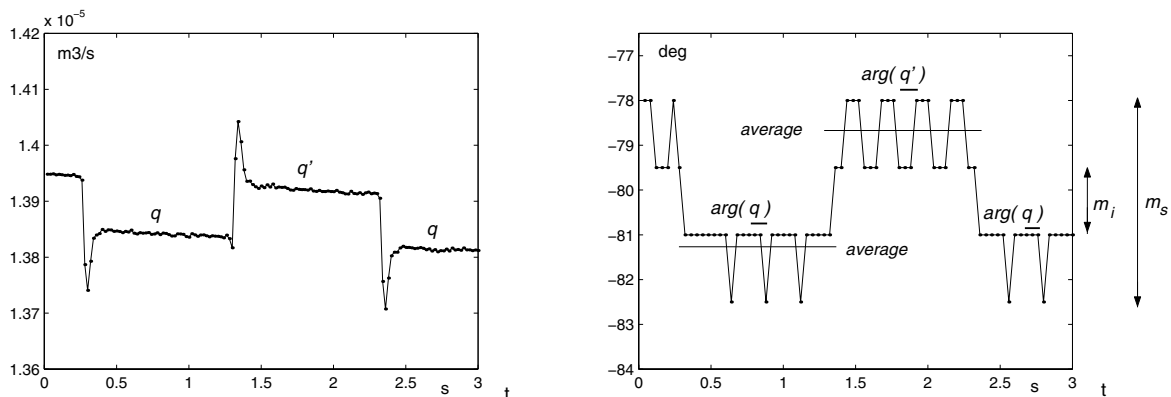 1.42 x 10⁻⁵
m3/s
1.41
1.4
1.39
1.38
1.37
1.36
q
q'
q
0 0.5 1 1.5 2 2.5 3
s t
deg
−77
−78
−79
−80
−81
−82
−83
−84
arg( q' )
average
arg( q )
average
arg( q )
m_i
m_s
0 0.5 1 1.5 2 2.5 3
s t